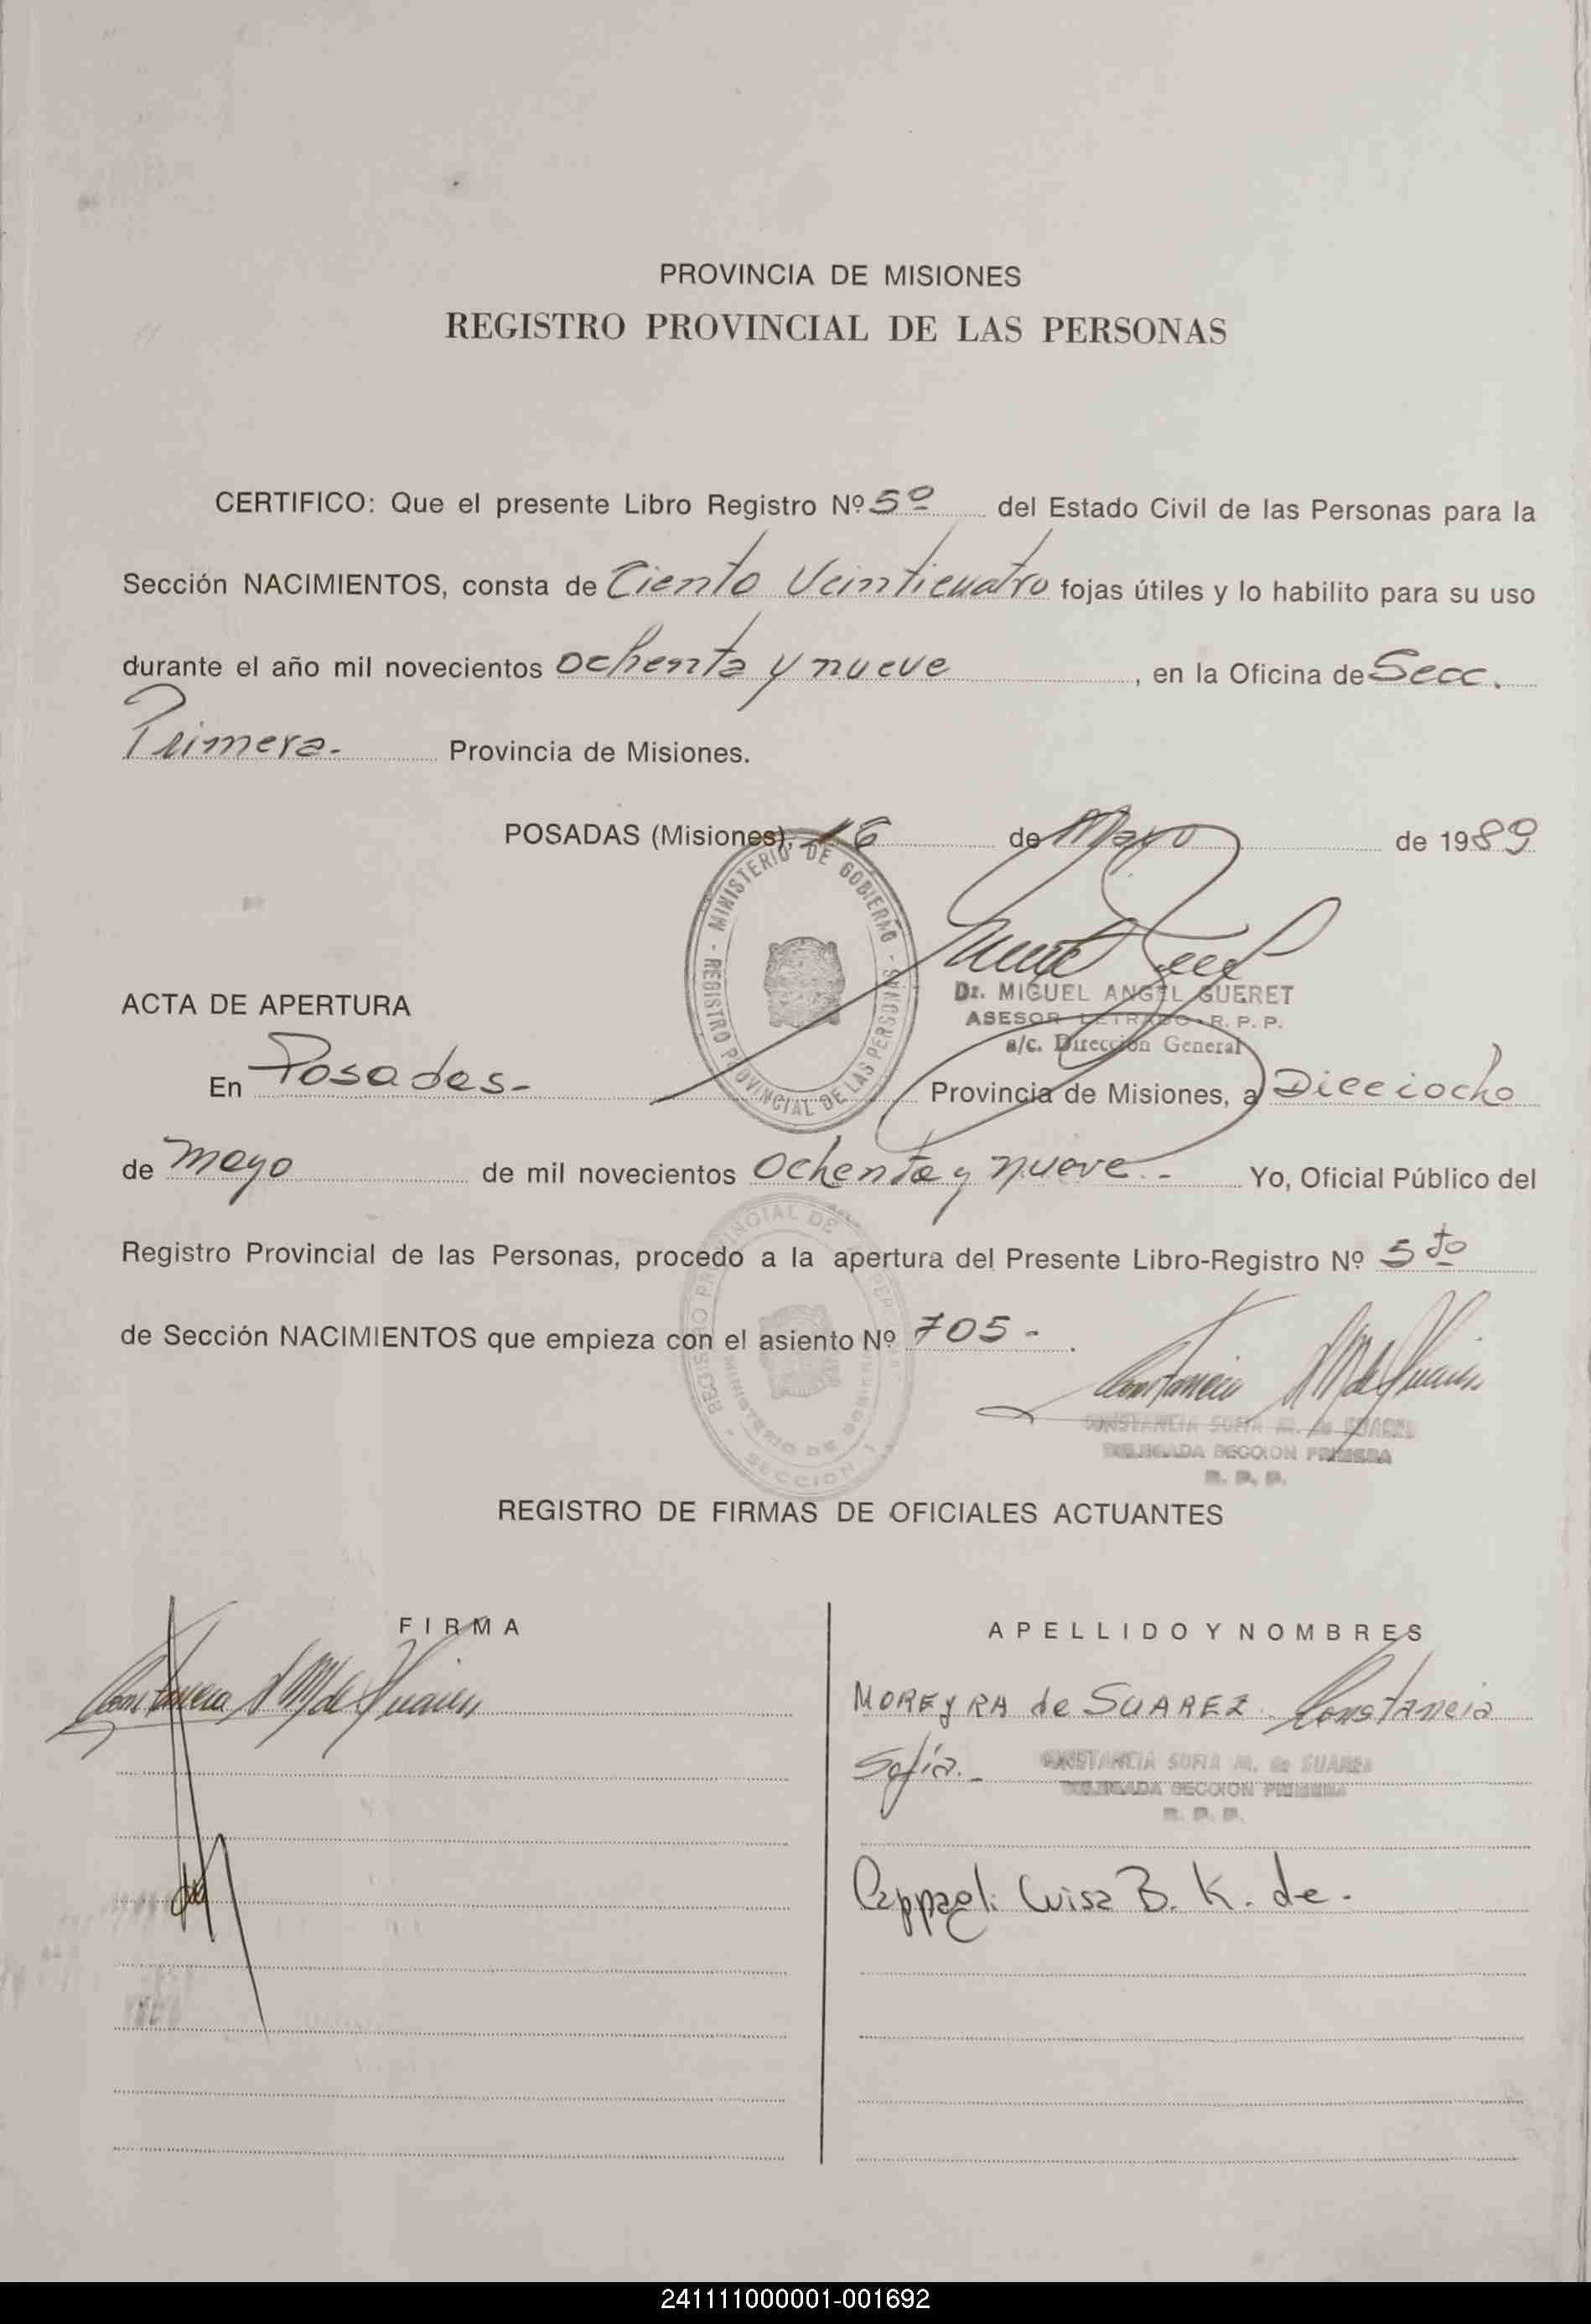 PROVINCIA DE MISIONES
REGISTRO PROVINCIAL DE LAS PERSONAS
CERTIFICO: Que el presente Libro Registro Nº 5º del Estado Civil de las Personas para la
Sección NACIMIENTOS, consta de Ciento Veinticuatro fojas útiles y lo habilito para su uso
durante el año mil novecientos ochenta y nueve, en la Oficina de Secc.
Primera- Provincia de Misiones.
POSADAS (Misiones), 16 de Mayo de 1989
MINISTERIO DE GOBIERNO - REGISTRO PROVINCIAL DE LAS PERSONAS -
Dr. MIGUEL ANGEL GUERET
ASESOR LETRADO - R. P. P.
a/c. Dirección General
ACTA DE APERTURA
En Posadas- Provincia de Misiones, a Dieciocho
de mayo de mil novecientos Ochenta y nueve.- Yo, Oficial Público del
Registro Provincial de las Personas, procedo a la apertura del Presente Libro-Registro Nº 5to
de Sección NACIMIENTOS que empieza con el asiento Nº 705-.
CONSTANCIA SOFIA M. de SUAREZ
DELEGADA SECCION PRIMERA
R. P. P.
REGISTRO DE FIRMAS DE OFICIALES ACTUANTES
FIRMA
APELLIDO Y NOMBRES
MOREYRA de SUAREZ Constancia
Sofía.-
CONSTANCIA SOFIA M. de SUAREZ
DELEGADA SECCION PRIMERA
R. P. P.
Cappagli Luisa B. K. de.
241111000001-001692